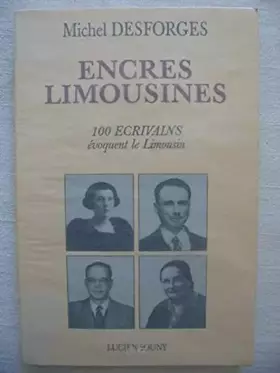 Michel DESFORGES
ENCRES
LIMOUSINES
100 ECRIVAINS
évoquent le Limousin
LUCIEN SOUNY